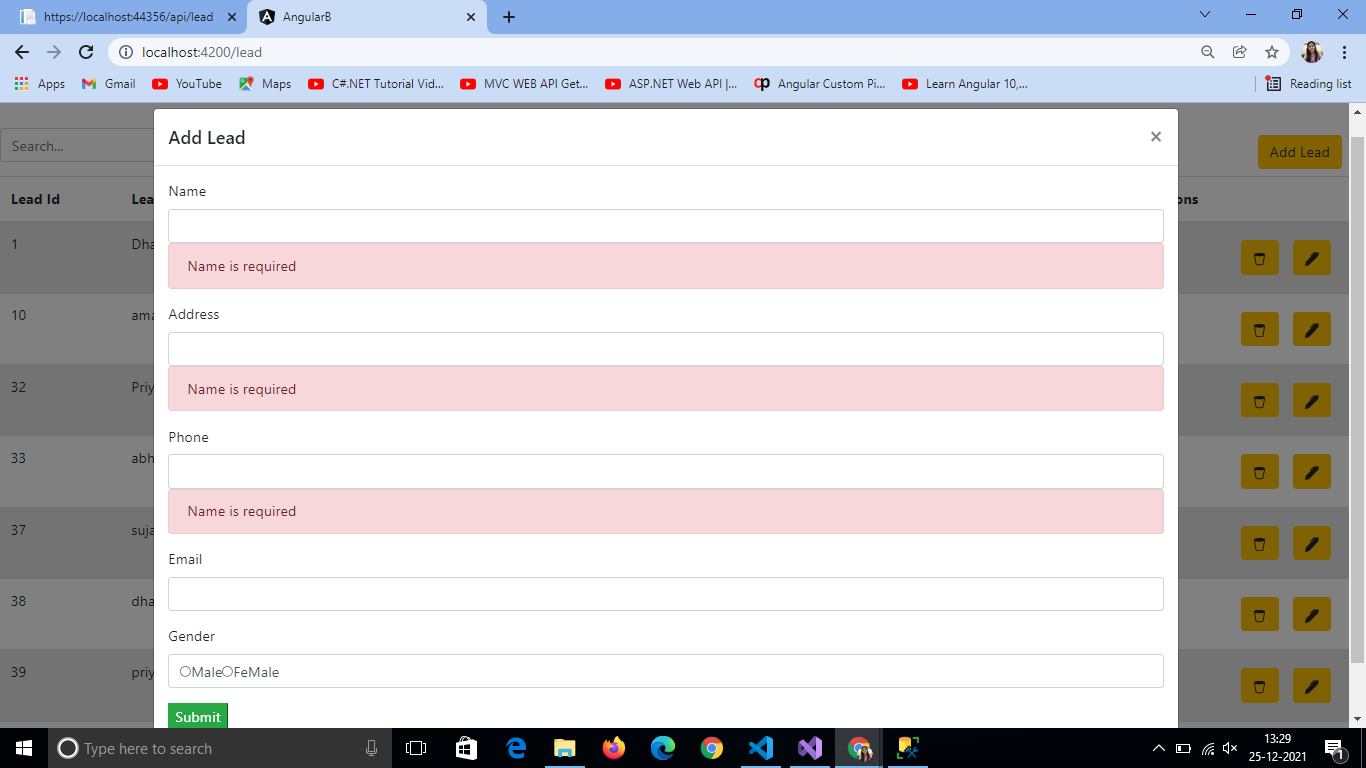 https://localhost:44356/api/lead
AngularB
localhost:4200/lead
Apps Gmail YouTube Maps C#.NET Tutorial Vid... MVC WEB API Get... ASP.NET Web API |... Angular Custom Pi... Learn Angular 10,... Reading list
Add Lead ×
Search...
Add Lead
Name
Lead Id Lea ons
1 Dha
Name is required
10 ama
Address
32 Priy
Name is required
Phone
33 abh
Name is required
37 suja
Email
38 dha
Gender
39 priy
Male FeMale
Submit
Type here to search
13:29
25-12-2021
1